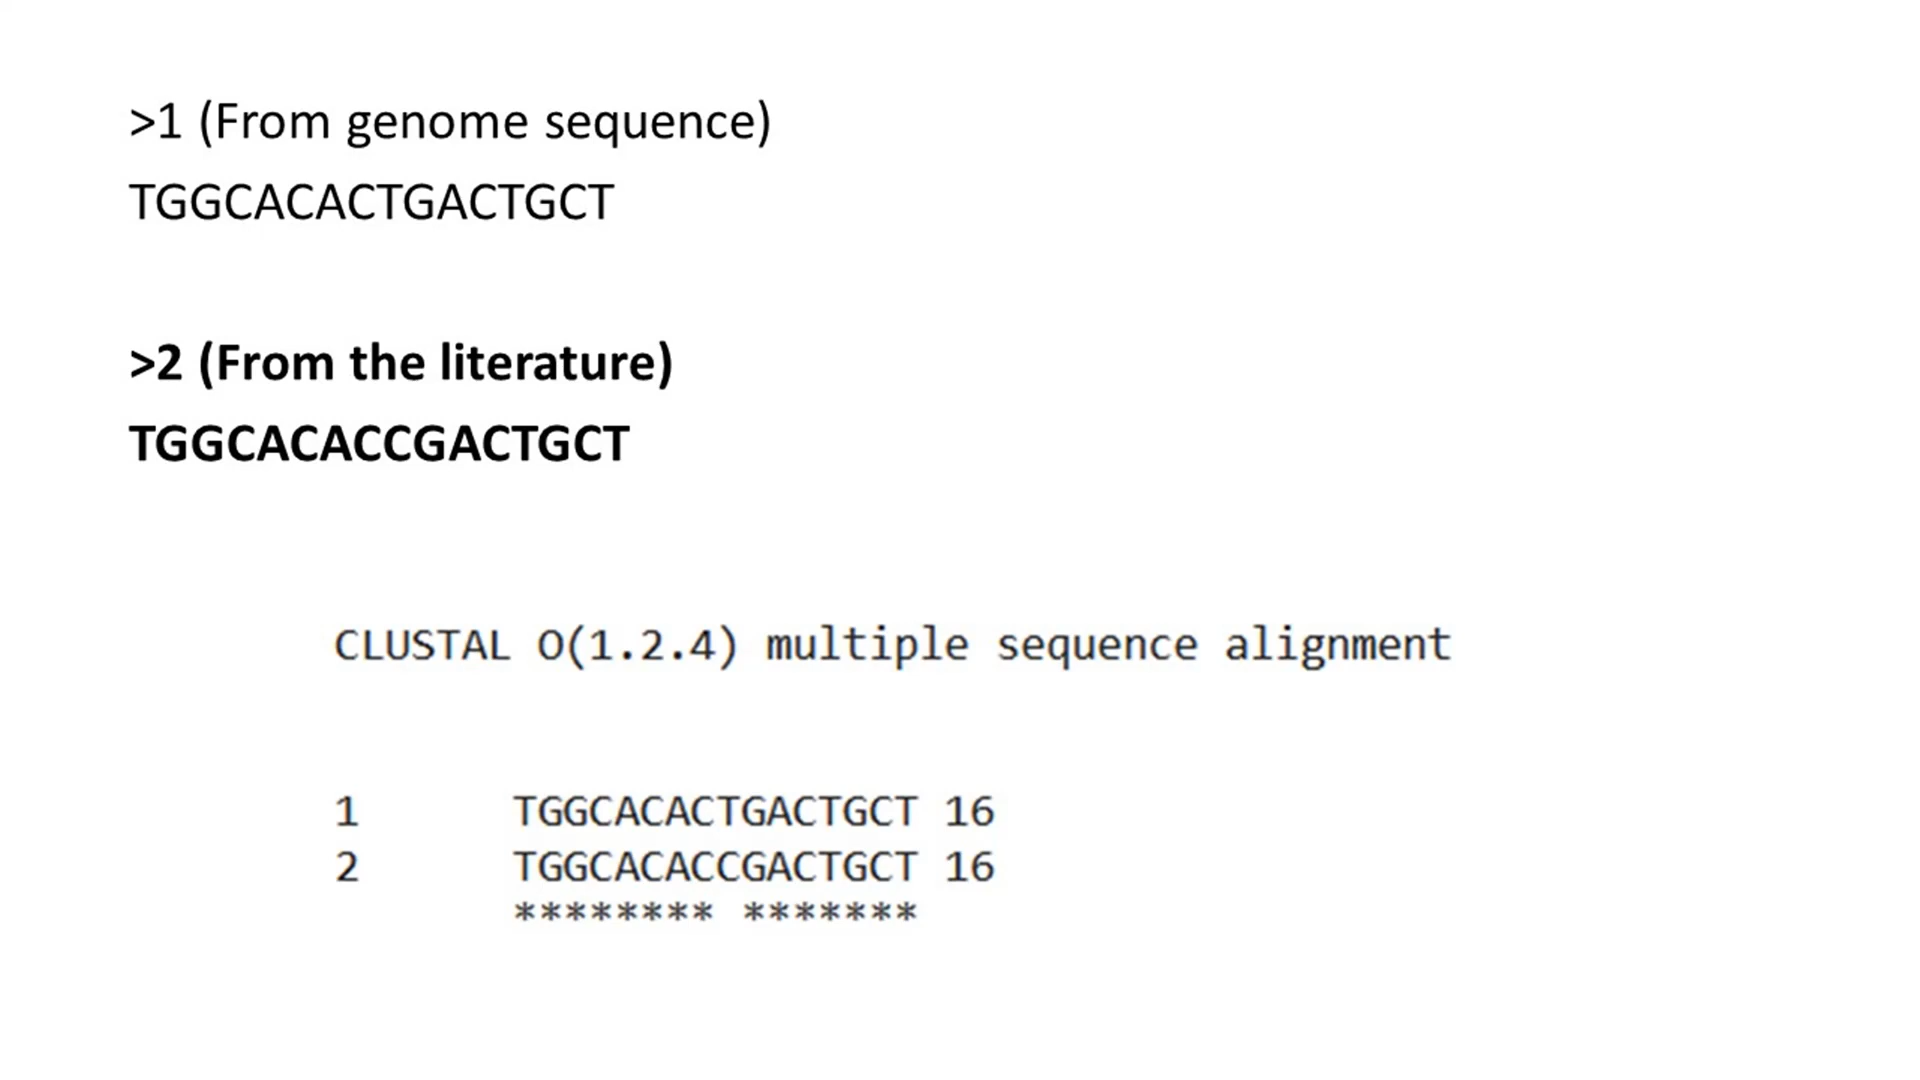 >1 (From genome sequence)
TGGCACACTGACTGCT
>2 (From the literature)
TGGCACACCGACTGCT
CLUSTAL O(1.2.4) multiple sequence alignment
1 TGGCACACTGACTGCT 16
2 TGGCACACCGACTGCT 16
******** *******